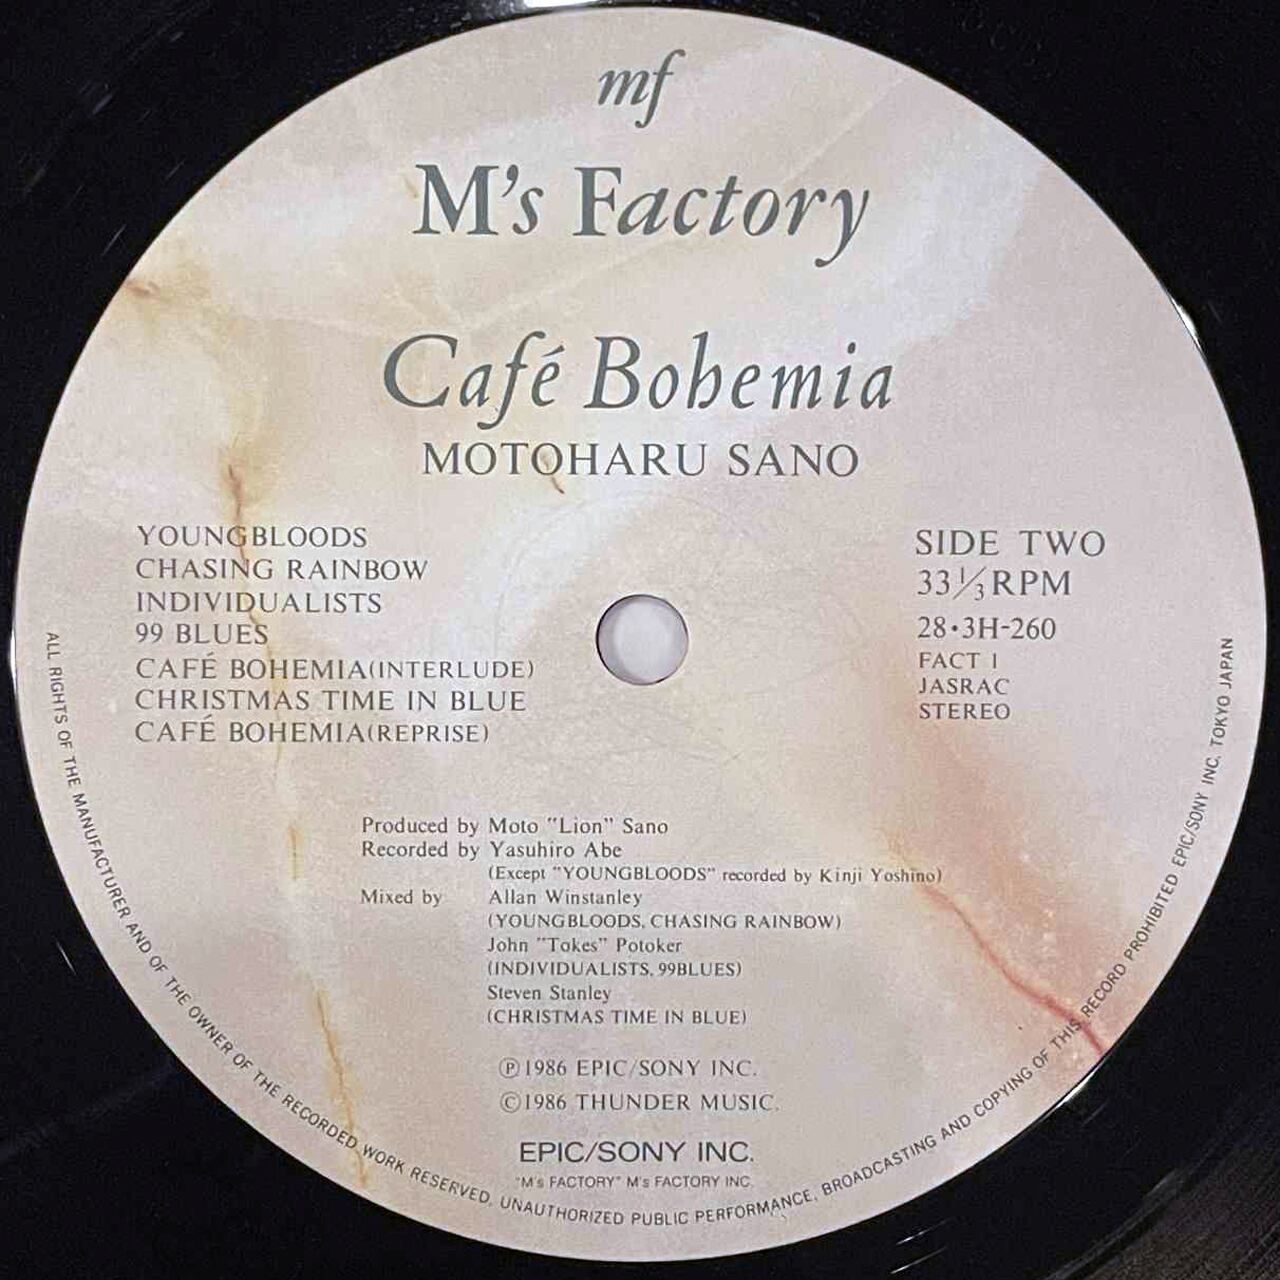 mf
M's Factory
Café Bohemia
MOTOHARU SANO
YOUNGBLOODS
CHASING RAINBOW
INDIVIDUALISTS
99 BLUES
CAFÉ BOHEMIA(INTERLUDE)
CHRISTMAS TIME IN BLUE
CAFÉ BOHEMIA(REPRISE)
SIDE TWO
33⅓RPM
28・3H-260
FACT 1
JASRAC
STEREO
Produced by Moto "Lion" Sano
Recorded by Yasuhiro Abe
(Except "YOUNGBLOODS" recorded by Kinji Yoshino)
Mixed by Allan Winstanley
(YOUNGBLOODS, CHASING RAINBOW)
John "Tokes" Potoker
(INDIVIDUALISTS, 99BLUES)
Steven Stanley
(CHRISTMAS TIME IN BLUE)
Ⓟ1986 EPIC/SONY INC.
©1986 THUNDER MUSIC.
EPIC/SONY INC.
"M's FACTORY" M's FACTORY INC.
ALL RIGHTS OF THE MANUFACTURER AND OF THE OWNER OF THE RECORDED WORK RESERVED. UNAUTHORIZED PUBLIC PERFORMANCE, BROADCASTING AND COPYING OF THIS RECORD PROHIBITED EPIC/SONY INC. TOKYO JAPAN